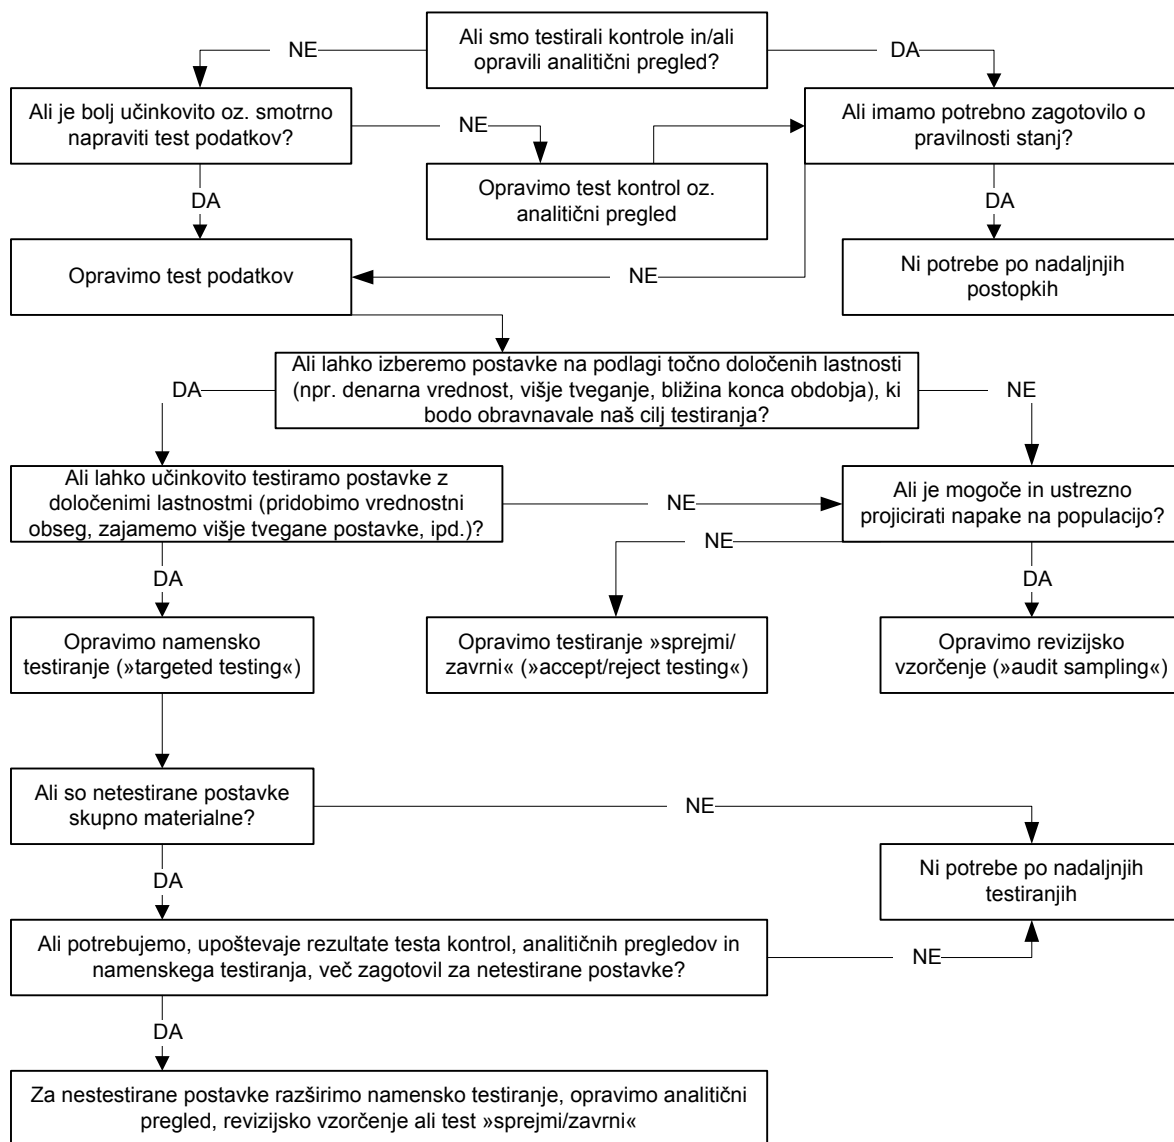 Ali smo testirali kontrole in/ali
opravili analitični pregled?
NE
DA
Ali je bolj učinkovito oz. smotrno
napraviti test podatkov?
NE
Ali imamo potrebno zagotovilo o
pravilnosti stanj?
DA
Opravimo test kontrol oz.
analitični pregled
DA
Opravimo test podatkov
NE
Ni potrebe po nadaljnjih
postopkih
Ali lahko izberemo postavke na podlagi točno določenih lastnosti
(npr. denarna vrednost, višje tveganje, bližina konca obdobja), ki
bodo obravnavale naš cilj testiranja?
DA
NE
Ali lahko učinkovito testiramo postavke z
določenimi lastnostmi (pridobimo vrednostni
obseg, zajamemo višje tvegane postavke, ipd.)?
NE
Ali je mogoče in ustrezno
projicirati napake na populacijo?
NE
DA
DA
Opravimo namensko
testiranje (»targeted testing«)
Opravimo testiranje »sprejmi/
zavrni« (»accept/reject testing«)
Opravimo revizijsko
vzorčenje (»audit sampling«)
Ali so netestirane postavke
skupno materialne?
NE
DA
Ni potrebe po nadaljnjih
testiranjih
Ali potrebujemo, upoštevaje rezultate testa kontrol, analitičnih pregledov in
namenskega testiranja, več zagotovil za netestirane postavke?
NE
DA
Za nestestirane postavke razširimo namensko testiranje, opravimo analitični
pregled, revizijsko vzorčenje ali test »sprejmi/zavrni«